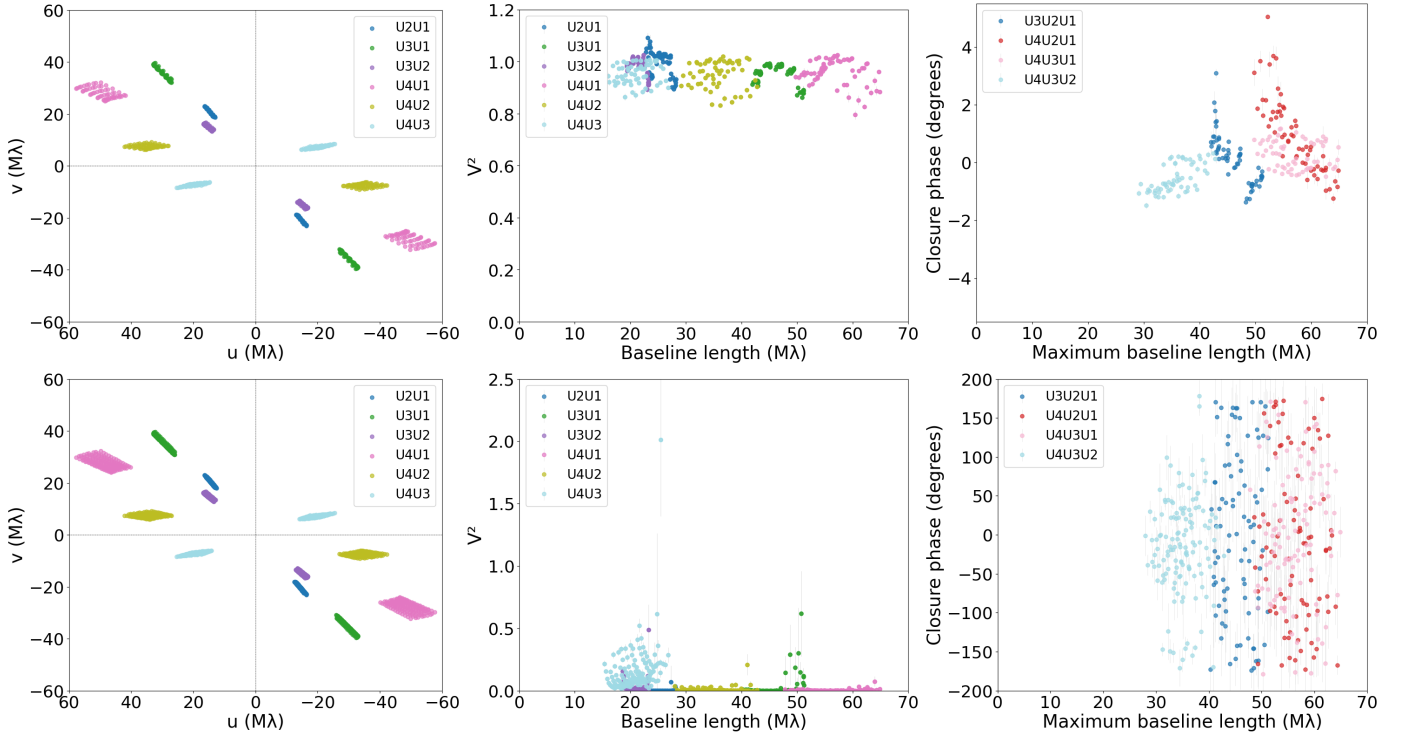 60
40
20
0
−20
−40
−60
60
40
20
0
−20
−40
−60
v (Mλ)
u (Mλ)
U2U1
U3U1
U3U2
U4U1
U4U2
U4U3
1.2
1.0
0.8
0.6
0.4
0.2
0.0
0
10
20
30
40
50
60
70
V²
Baseline length (Mλ)
U2U1
U3U1
U3U2
U4U1
U4U2
U4U3
4
2
0
−2
−4
0
10
20
30
40
50
60
70
Closure phase (degrees)
Maximum baseline length (Mλ)
U3U2U1
U4U2U1
U4U3U1
U4U3U2
60
40
20
0
−20
−40
−60
60
40
20
0
−20
−40
−60
v (Mλ)
u (Mλ)
U2U1
U3U1
U3U2
U4U1
U4U2
U4U3
2.5
2.0
1.5
1.0
0.5
0.0
0
10
20
30
40
50
60
70
V²
Baseline length (Mλ)
U2U1
U3U1
U3U2
U4U1
U4U2
U4U3
200
150
100
50
0
−50
−100
−150
−200
0
10
20
30
40
50
60
70
Closure phase (degrees)
Maximum baseline length (Mλ)
U3U2U1
U4U2U1
U4U3U1
U4U3U2